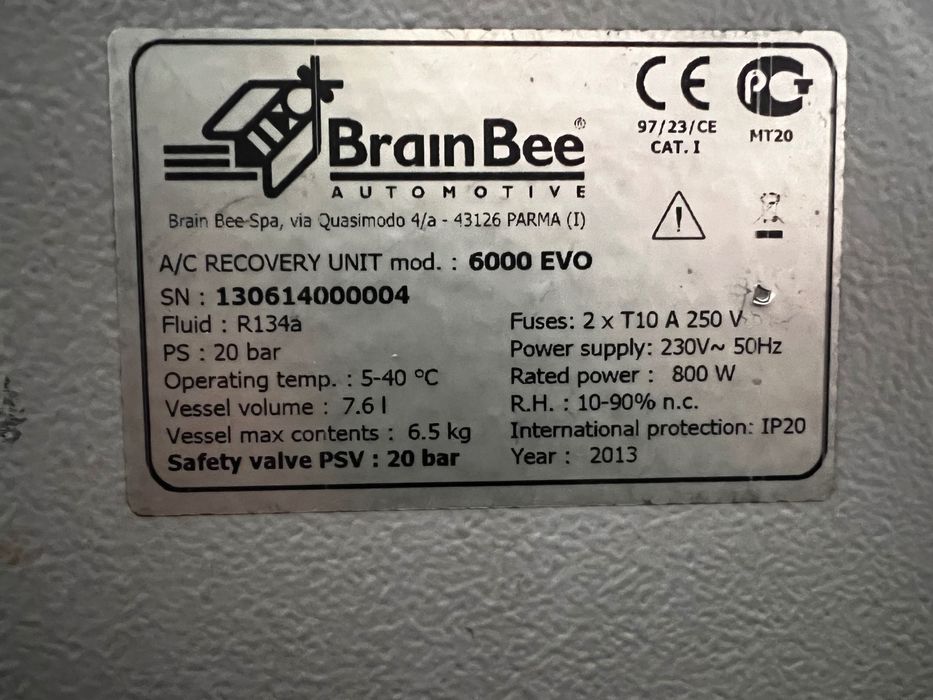 BrainBee®
AUTOMOTIVE
CE
97/23/CE
CAT. I
PCT
MT20
Brain Bee Spa, via Quasimodo 4/a - 43126 PARMA (I)
A/C RECOVERY UNIT mod. : 6000 EVO
SN : 130614000004
Fluid : R134a
PS : 20 bar
Operating temp. : 5-40 °C
Vessel volume : 7.6 l
Vessel max contents : 6.5 kg
Safety valve PSV : 20 bar
Fuses: 2 x T10 A 250 V
Power supply: 230V~ 50Hz
Rated power : 800 W
R.H. : 10-90% n.c.
International protection: IP20
Year : 2013